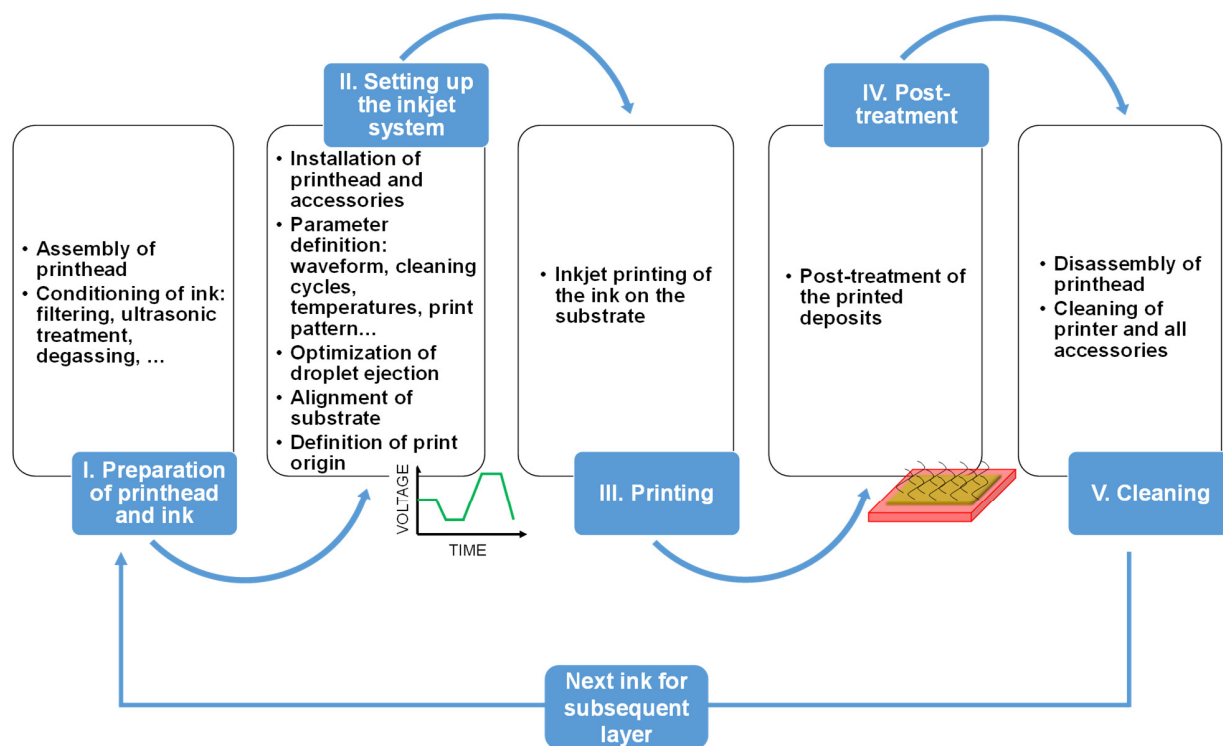 I. Preparation
of printhead
and ink
• Assembly of
printhead
• Conditioning of ink:
filtering, ultrasonic
treatment,
degassing, …
II. Setting up
the inkjet
system
• Installation of
printhead and
accessories
• Parameter
definition:
waveform, cleaning
cycles,
temperatures, print
pattern…
• Optimization of
droplet ejection
• Alignment of
substrate
• Definition of print
origin
VOLTAGE
TIME
III. Printing
• Inkjet printing of
the ink on the
substrate
IV. Post-
treatment
• Post-treatment of
the printed
deposits
V. Cleaning
• Disassembly of
printhead
• Cleaning of
printer and all
accessories
Next ink for
subsequent
layer